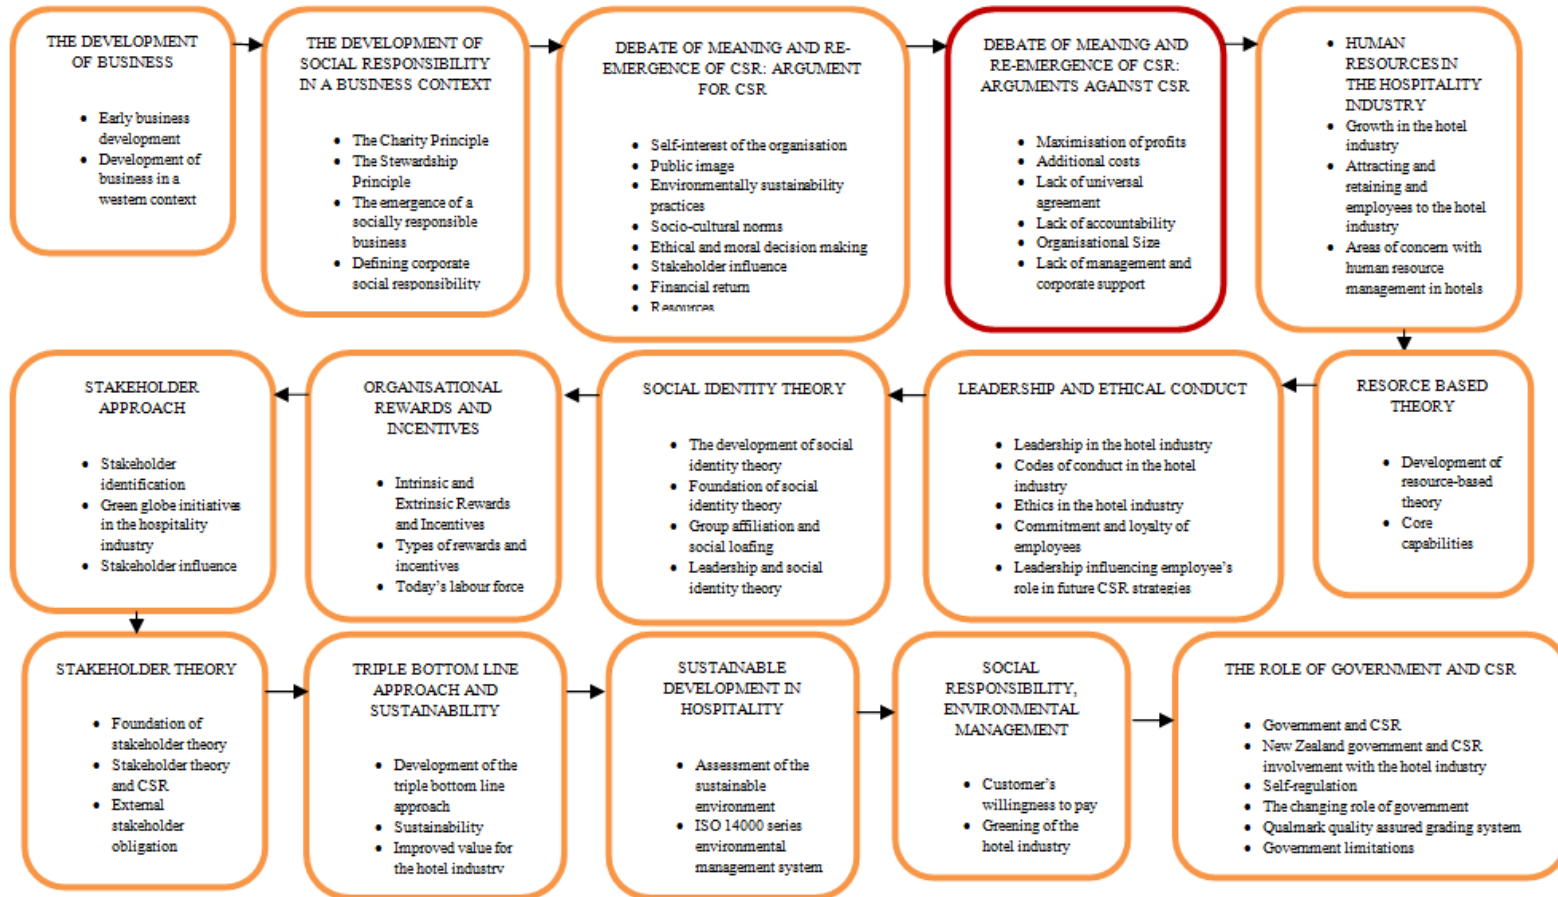 THE DEVELOPMENT
OF BUSINESS
• Early business
development
• Development of
business in a
western context
THE DEVELOPMENT OF
SOCIAL RESPONSIBILITY
IN A BUSINESS CONTEXT
• The Charity Principle
• The Stewardship
Principle
• The emergence of a
socially responsible
business
• Defining corporate
social responsibility
DEBATE OF MEANING AND RE-
EMERGENCE OF CSR: ARGUMENT
FOR CSR
• Self-interest of the organisation
• Public image
• Environmentally sustainability
practices
• Socio-cultural norms
• Ethical and moral decision making
• Stakeholder influence
• Financial return
• Resources
DEBATE OF MEANING AND
RE-EMERGENCE OF CSR:
ARGUMENTS AGAINST CSR
• Maximisation of profits
• Additional costs
• Lack of universal
agreement
• Lack of accountability
• Organisational Size
• Lack of management and
corporate support
• HUMAN
RESOURCES IN
THE HOSPITALITY
INDUSTRY
• Growth in the hotel
industry
• Attracting and
retaining and
employees to the hotel
industry
• Areas of concern with
human resource
management in hotels
STAKEHOLDER
APPROACH
• Stakeholder
identification
• Green globe initiatives
in the hospitality
industry
• Stakeholder influence
ORGANISATIONAL
REWARDS AND
INCENTIVES
• Intrinsic and
Extrinsic Rewards
and Incentives
• Types of rewards and
incentives
• Today's labour force
SOCIAL IDENTITY THEORY
• The development of social
identity theory
• Foundation of social
identity theory
• Group affiliation and
social loafing
• Leadership and social
identity theory
LEADERSHIP AND ETHICAL CONDUCT
• Leadership in the hotel industry
• Codes of conduct in the hotel
industry
• Ethics in the hotel industry
• Commitment and loyalty of
employees
• Leadership influencing employee's
role in future CSR strategies
RESORCE BASED
THEORY
• Development of
resource-based
theory
• Core
capabilities
STAKEHOLDER THEORY
• Foundation of
stakeholder theory
• Stakeholder theory
and CSR
• External
stakeholder
obligation
TRIPLE BOTTOM LINE
APPROACH AND
SUSTAINABILITY
• Development of the
triple bottom line
approach
• Sustainability
• Improved value for
the hotel industry
SUSTAINABLE
DEVELOPMENT IN
HOSPITALITY
• Assessment of the
sustainable
environment
• ISO 14000 series
environmental
management system
SOCIAL
RESPONSIBILITY,
ENVIRONMENTAL
MANAGEMENT
• Customer's
willingness to pay
• Greening of the
hotel industry
THE ROLE OF GOVERNMENT AND CSR
• Government and CSR
• New Zealand government and CSR
involvement with the hotel industry
• Self-regulation
• The changing role of government
• Qualmark quality assured grading system
• Government limitations